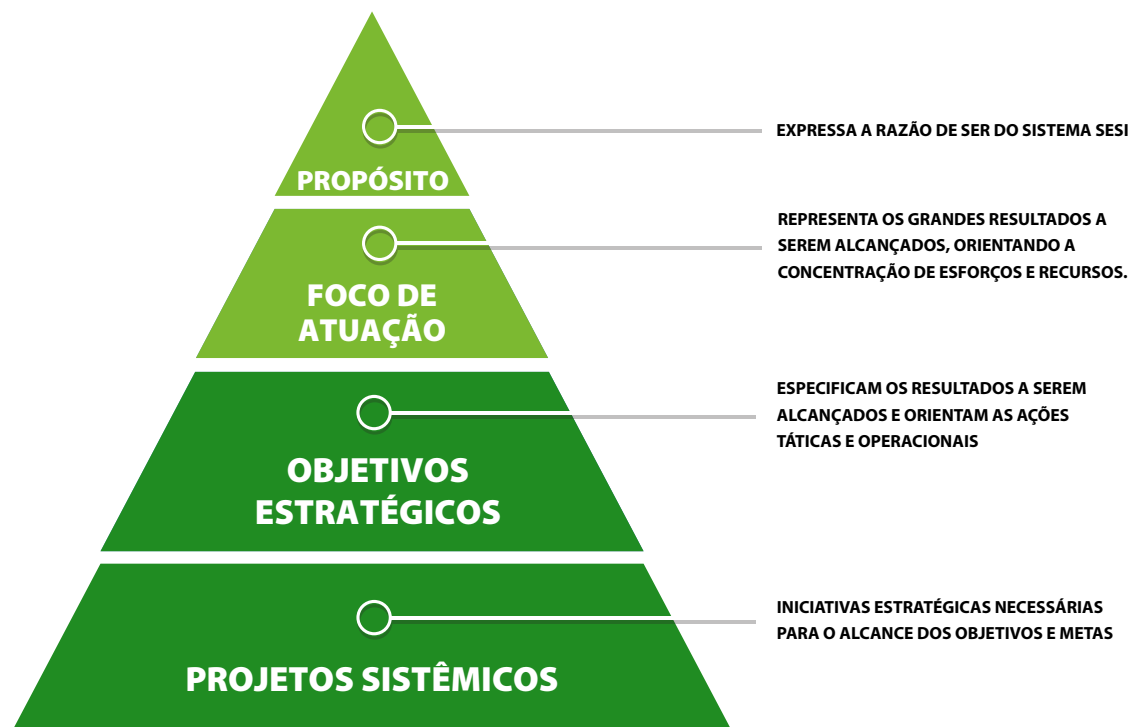 PROPÓSITO
EXPRESSA A RAZÃO DE SER DO SISTEMA SESI
FOCO DE
ATUAÇÃO
REPRESENTA OS GRANDES RESULTADOS A
SEREM ALCANÇADOS, ORIENTANDO A
CONCENTRAÇÃO DE ESFORÇOS E RECURSOS.
OBJETIVOS
ESTRATÉGICOS
ESPECIFICAM OS RESULTADOS A SEREM
ALCANÇADOS E ORIENTAM AS AÇÕES
TÁTICAS E OPERACIONAIS
PROJETOS SISTÊMICOS
INICIATIVAS ESTRATÉGICAS NECESSÁRIAS
PARA O ALCANCE DOS OBJETIVOS E METAS